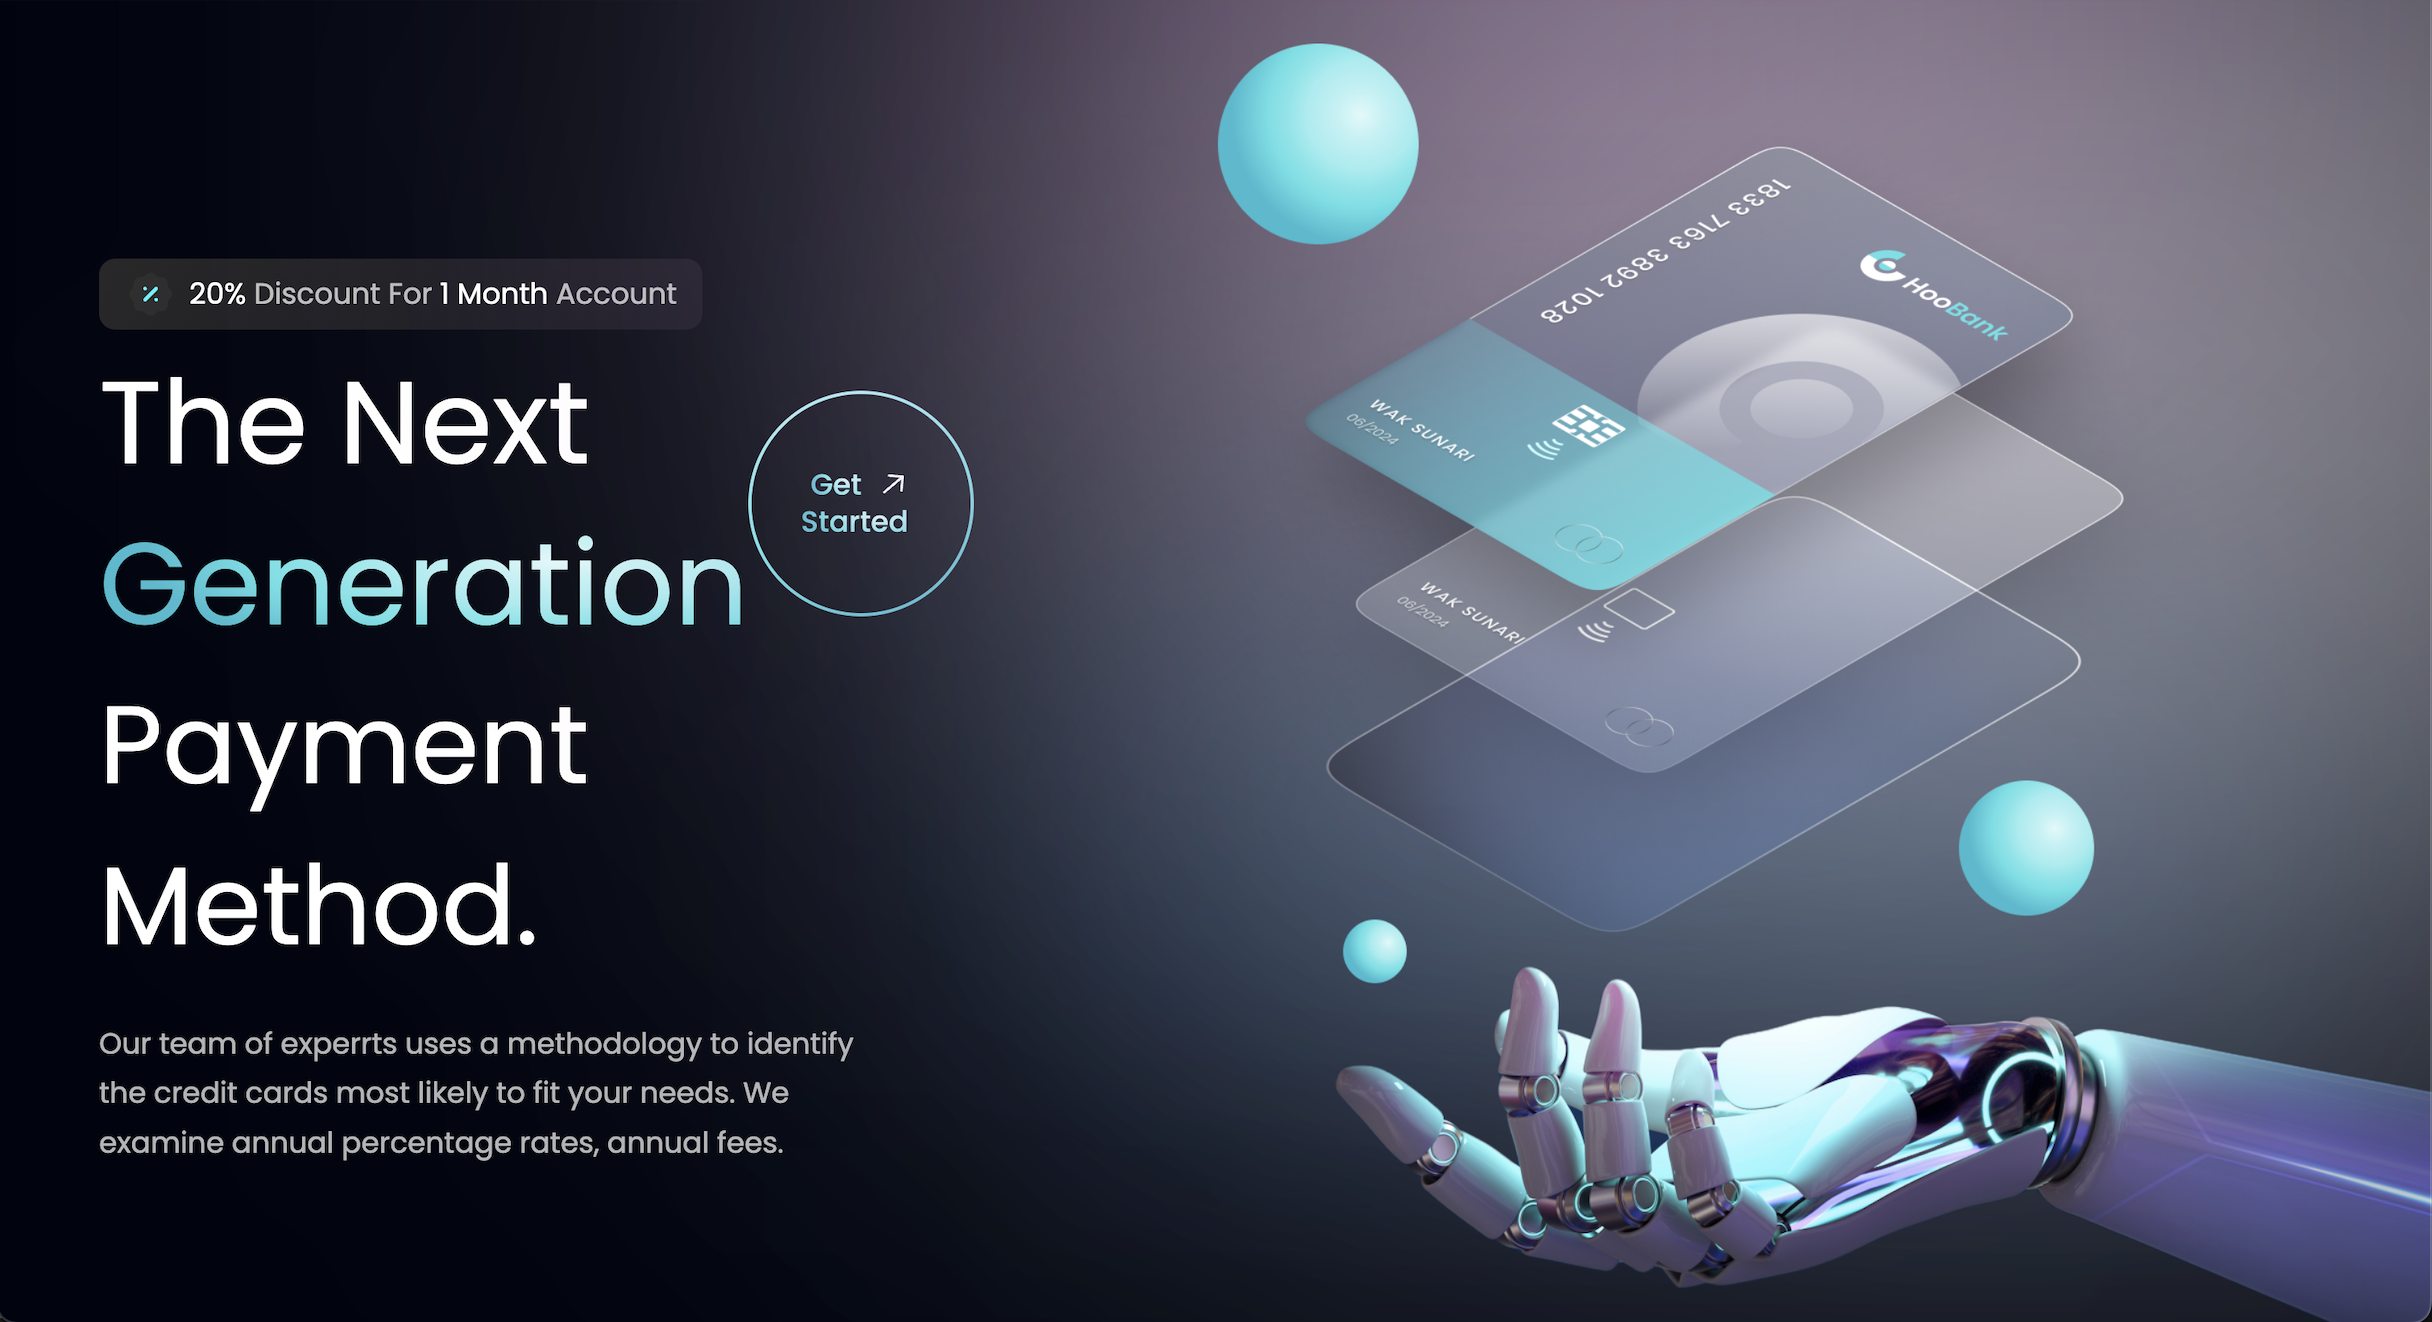 20% Discount For 1 Month Account
The Next
Generation
Payment
Method.
Get
Started
Our team of experrts uses a methodology to identify
the credit cards most likely to fit your needs. We
examine annual percentage rates, annual fees.
1833 7163 3892 1028
HooBank
WAK SUNARI
06/2024
WAK SUNARI
06/2024